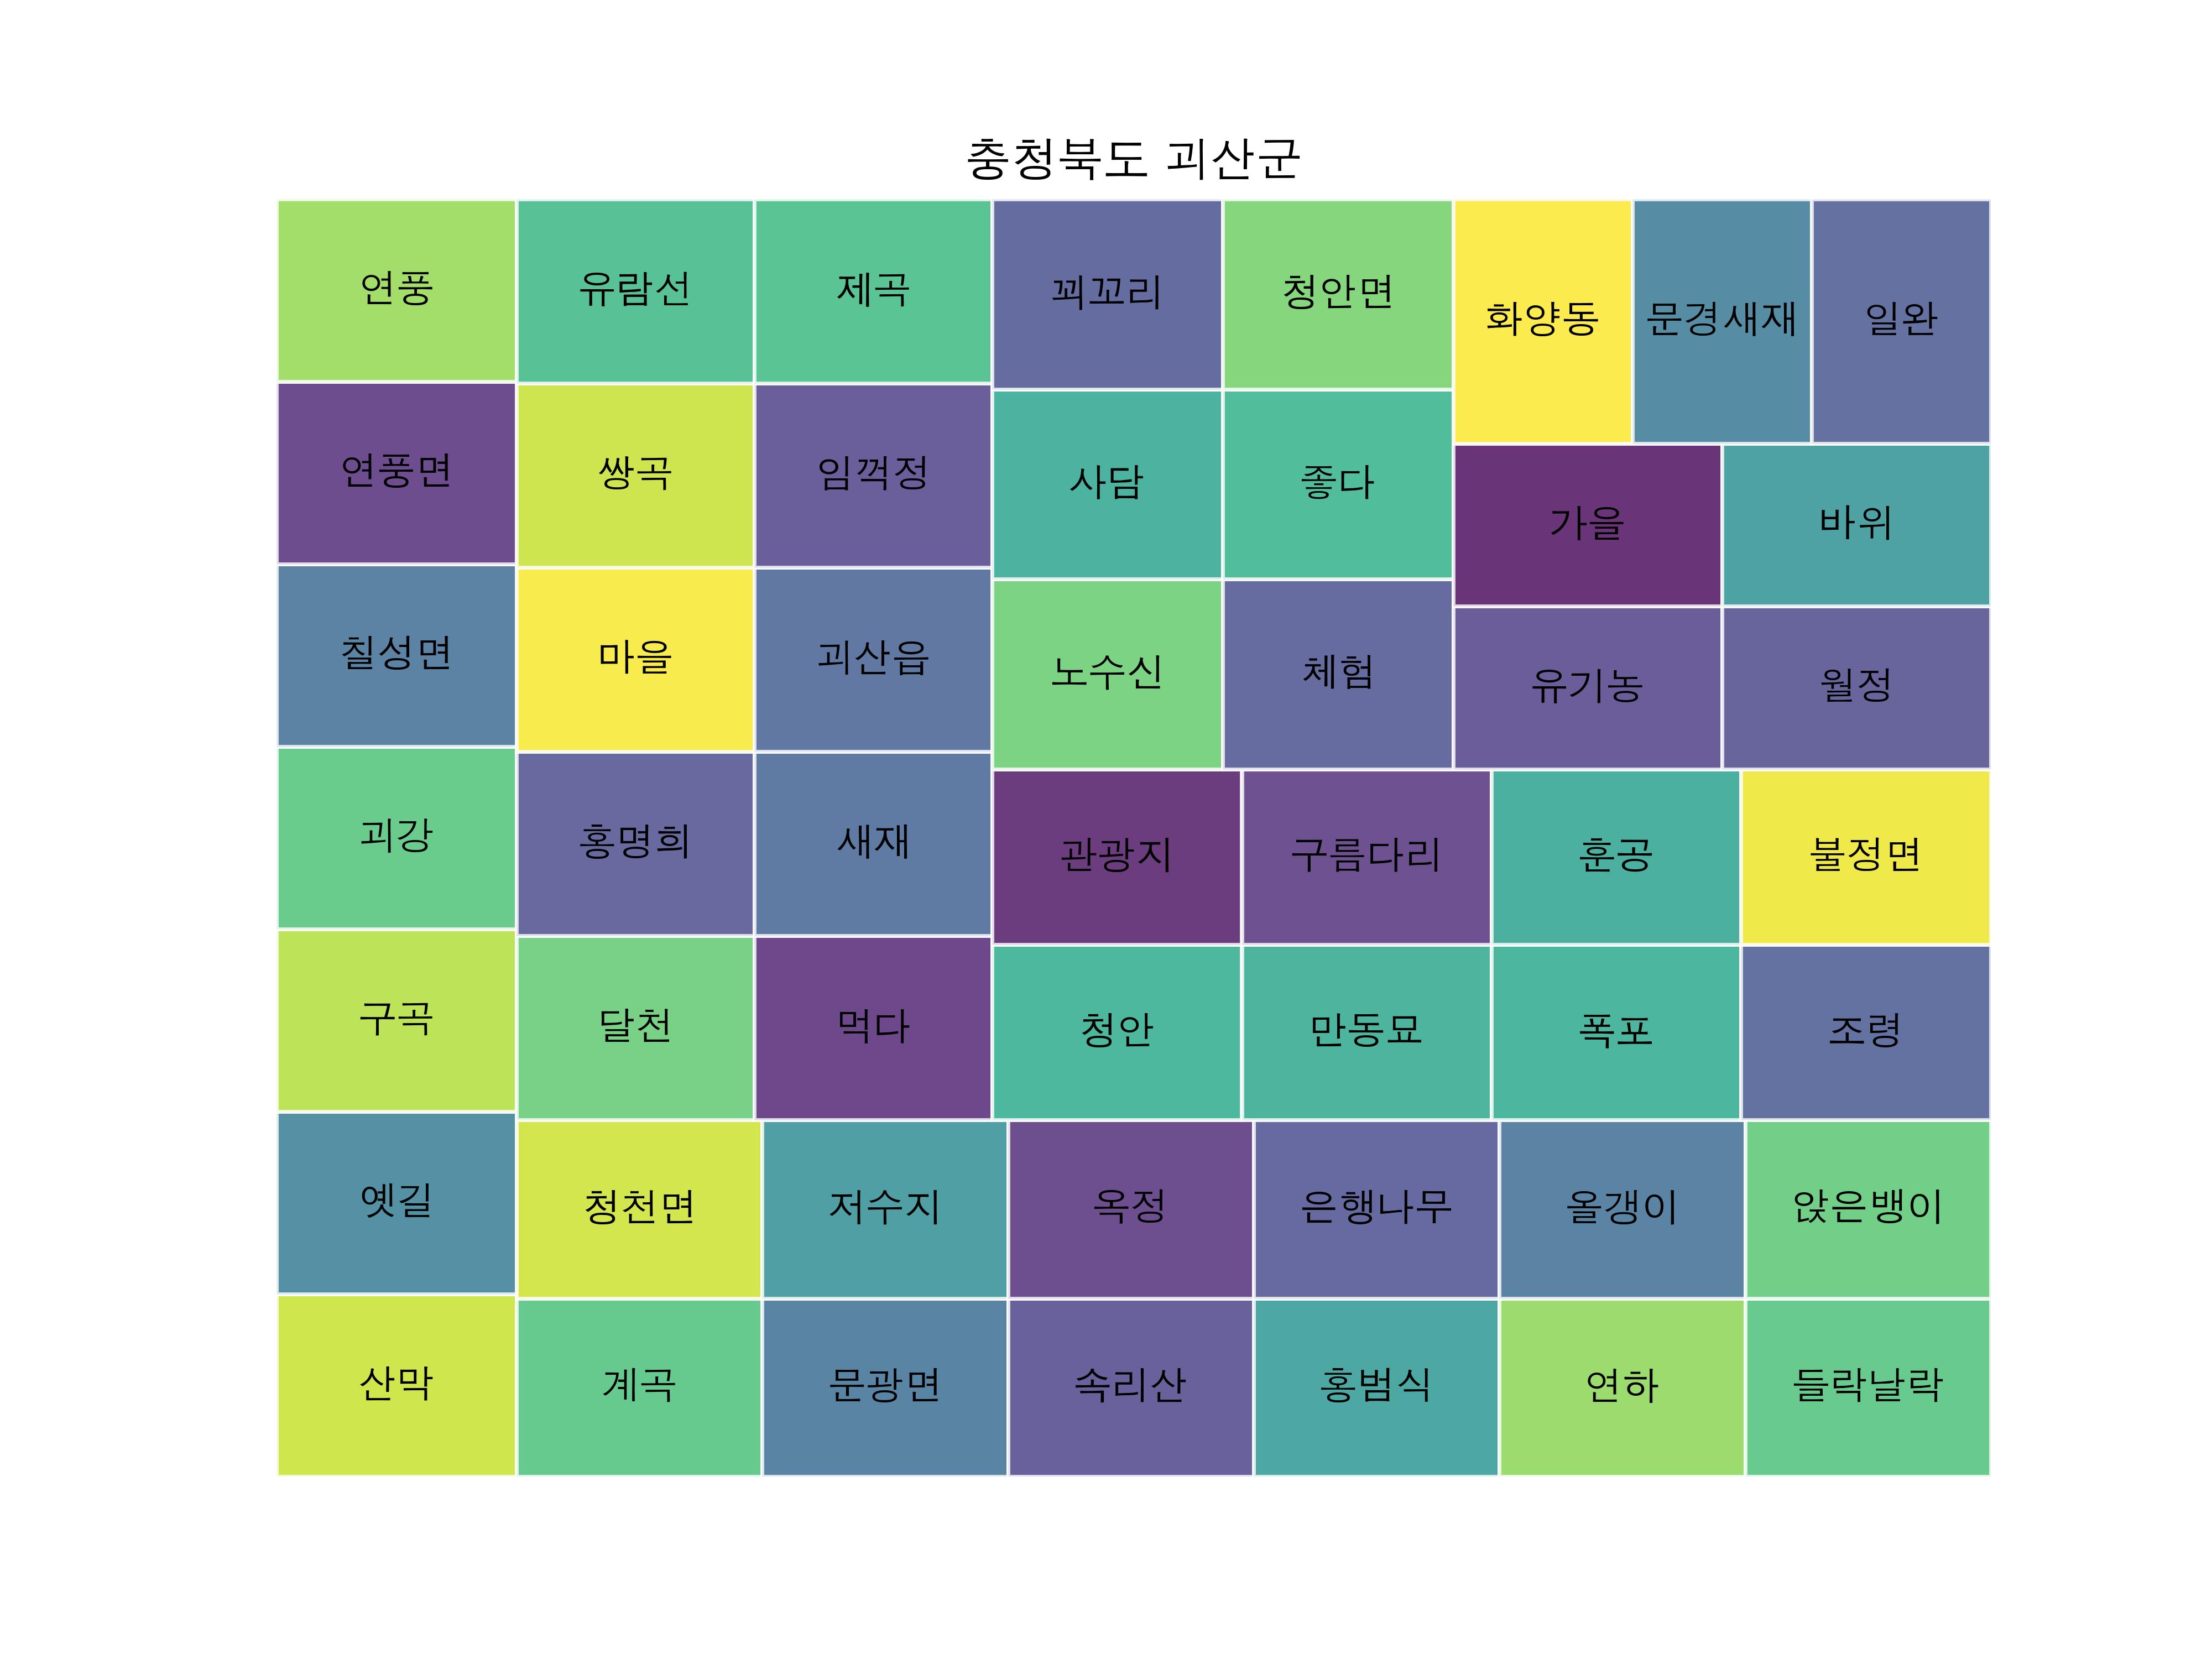 충청북도 괴산군
연풍 유람선 제곡 꾀꼬리 청안면 화양동 문경새재 일완
연풍면 쌍곡 임꺽정 사담 좋다 가을 바위
칠성면 마을 괴산읍 노수신 체험 유기농 월정
괴강 홍명희 새재 관광지 구름다리 훈공 불정면
구곡 달천 먹다 청안 만동묘 폭포 조령
옛길 청천면 저수지 옥정 은행나무 올갱이 앉은뱅이
산막 계곡 문광면 속리산 홍범식 연하 들락날락